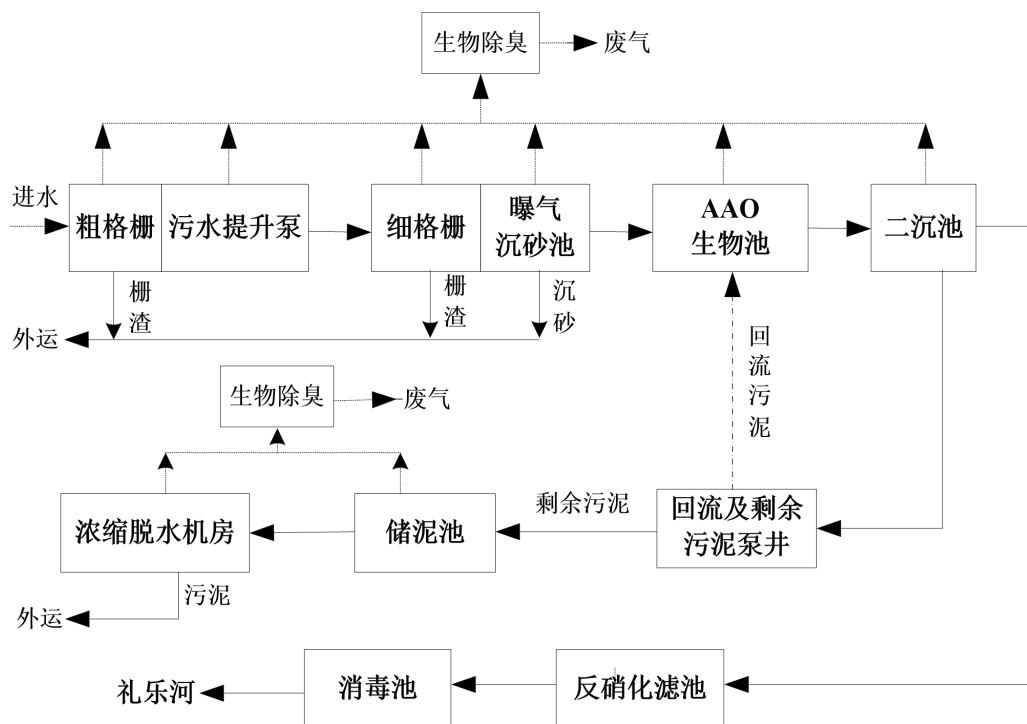 生物除臭
废气
进水
粗格栅
污水提升泵
细格栅
曝气
沉砂池
AAO
生物池
二沉池
栅渣
栅渣
沉砂
外运
回流污泥
生物除臭
废气
浓缩脱水机房
储泥池
剩余污泥
回流及剩余
污泥泵井
污泥
外运
礼乐河
消毒池
反硝化滤池